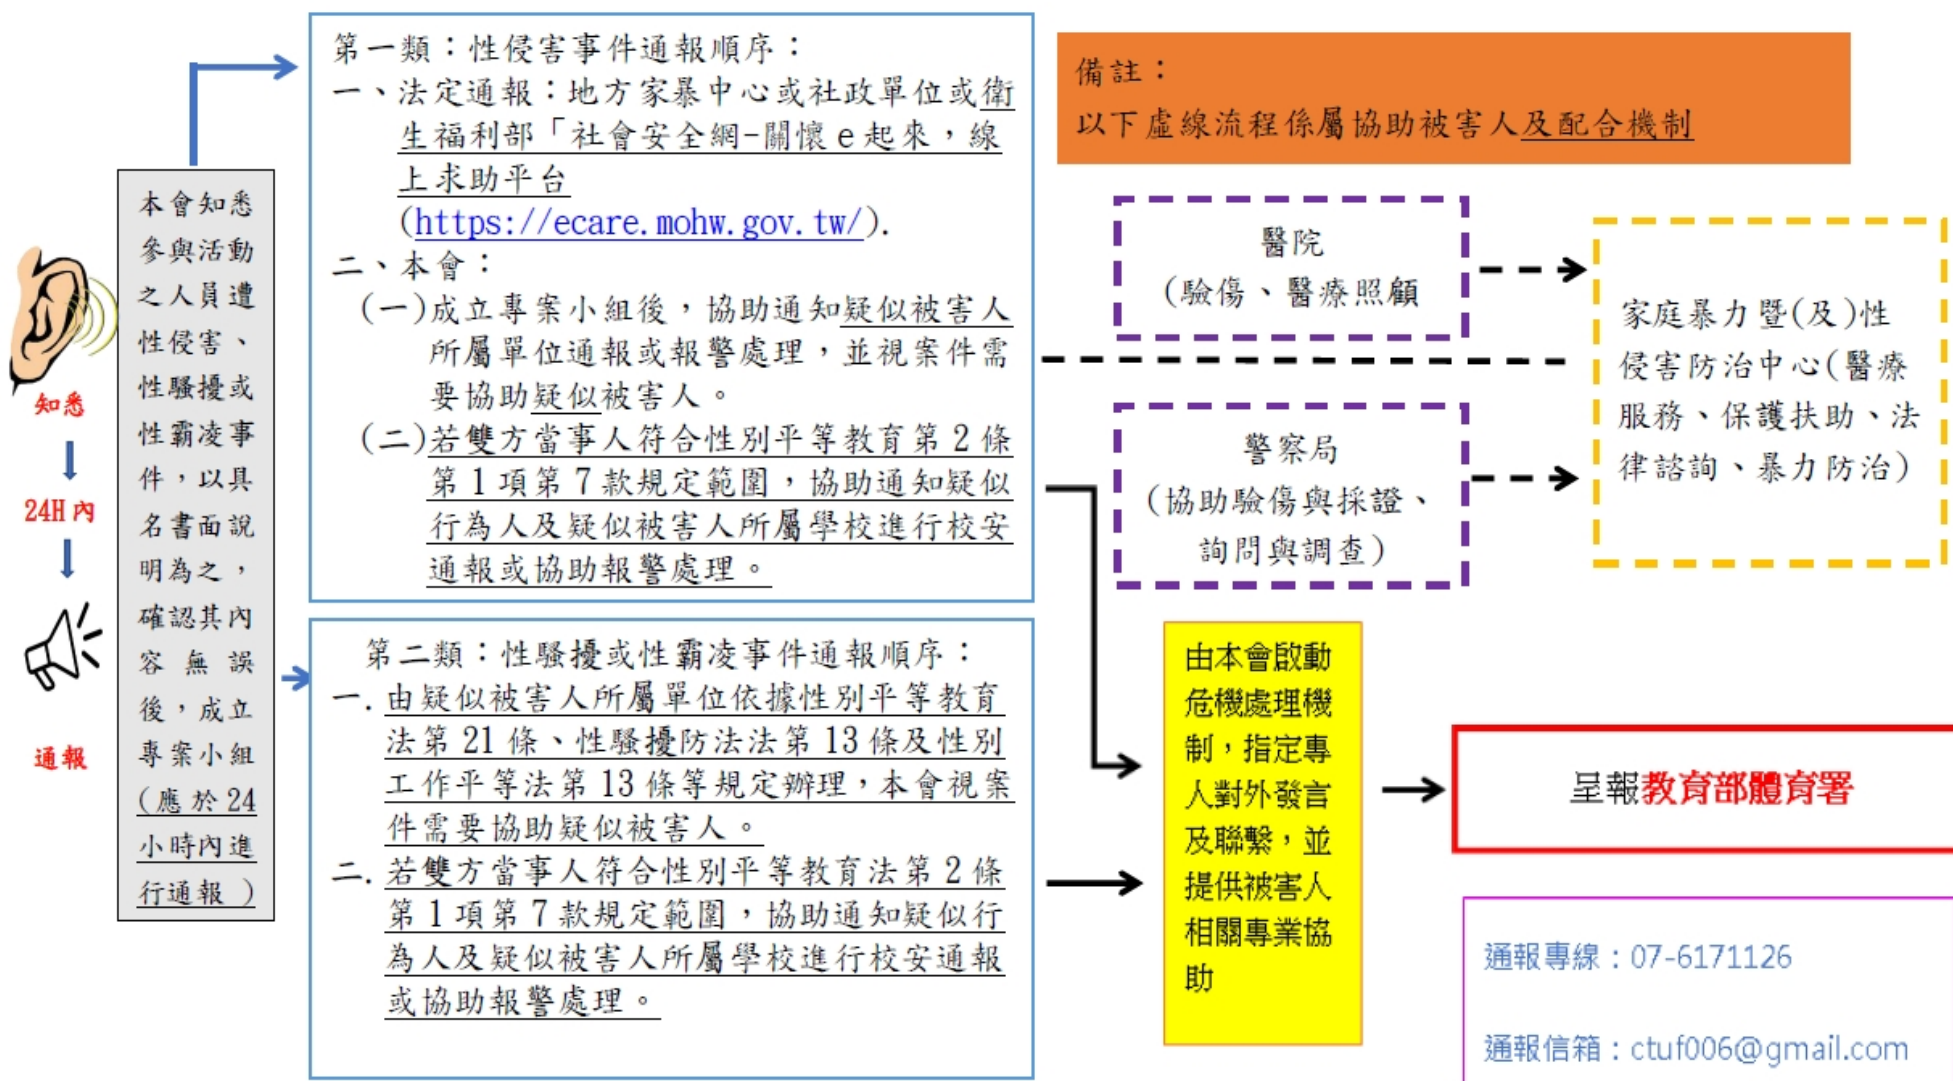 知悉
24H 內
通報
本會知悉
參與活動
之人員遭
性侵害、
性騷擾或
性霸凌事
件，以具
名書面說
明為之，
確認其內
容無誤
後，成立
專案小組
(應於24
小時內進
行通報 )
第一類：性侵害事件通報順序：
一、法定通報：地方家暴中心或社政單位或衛
生福利部「社會安全網-關懷 e 起來，線
上求助平台
(https://ecare.mohw.gov.tw/).
二、本會：
(一)成立專案小組後，協助通知疑似被害人
所屬單位通報或報警處理，並視案件需
要協助疑似被害人。
(二)若雙方當事人符合性別平等教育第 2 條
第 1 項第 7 款規定範圍，協助通知疑似
行為人及疑似被害人所屬學校進行校安
通報或協助報警處理。
第二類：性騷擾或性霸凌事件通報順序：
一. 由疑似被害人所屬單位依據性別平等教育
法第 21 條、性騷擾防法法第 13 條及性別
工作平等法第 13 條等規定辦理，本會視案
件需要協助疑似被害人。
二. 若雙方當事人符合性別平等教育法第 2 條
第 1 項第 7 款規定範圍，協助通知疑似行
為人及疑似被害人所屬學校進行校安通報
或協助報警處理。
備註：
以下虛線流程係屬協助被害人及配合機制
醫院
(驗傷、醫療照顧
警察局
(協助驗傷與採證、
詢問與調查)
家庭暴力暨(及)性
侵害防治中心(醫療
服務、保護扶助、法
律諮詢、暴力防治)
由本會啟動
危機處理機
制，指定專
人對外發言
及聯繫，並
提供被害人
相關專業協
助
呈報教育部體育署
通報專線：07-6171126
通報信箱：ctuf006@gmail.com